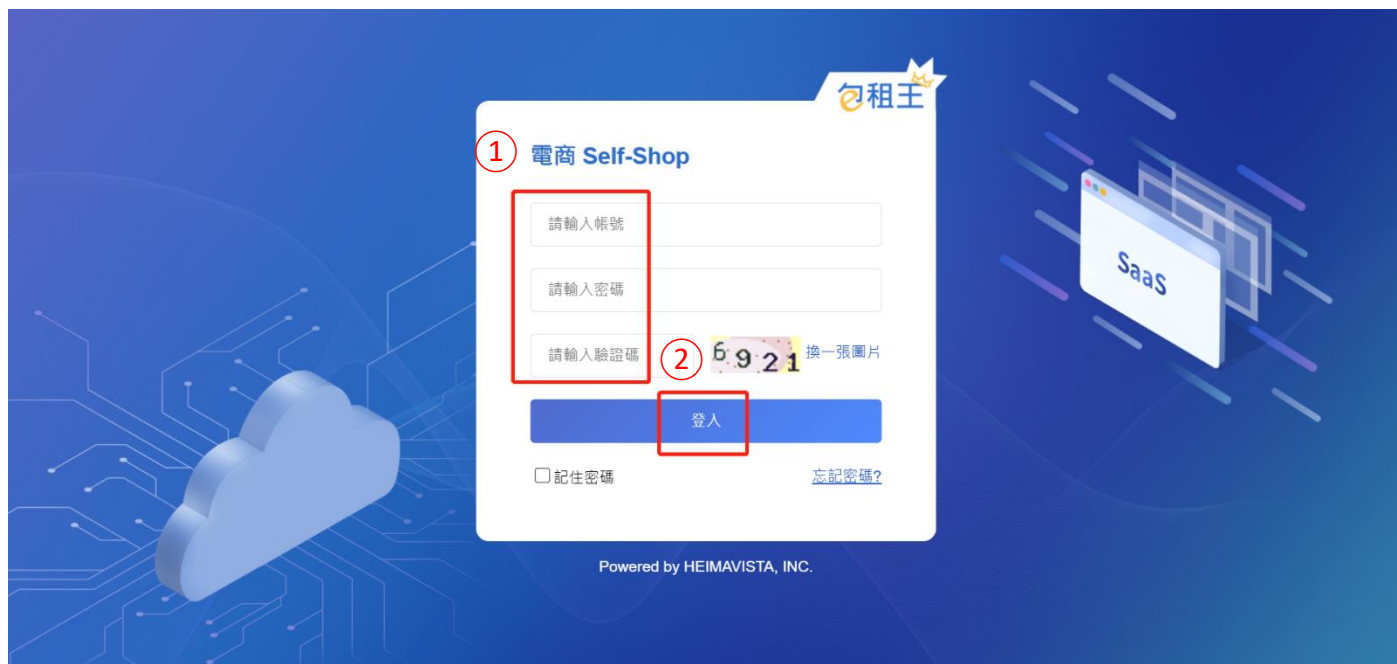 包租王
① 電商 Self-Shop
請輸入帳號
請輸入密碼
請輸入驗證碼 ② 6921 換一張圖片
登入
記住密碼 忘記密碼?
Powered by HEIMAVISTA, INC.
SaaS